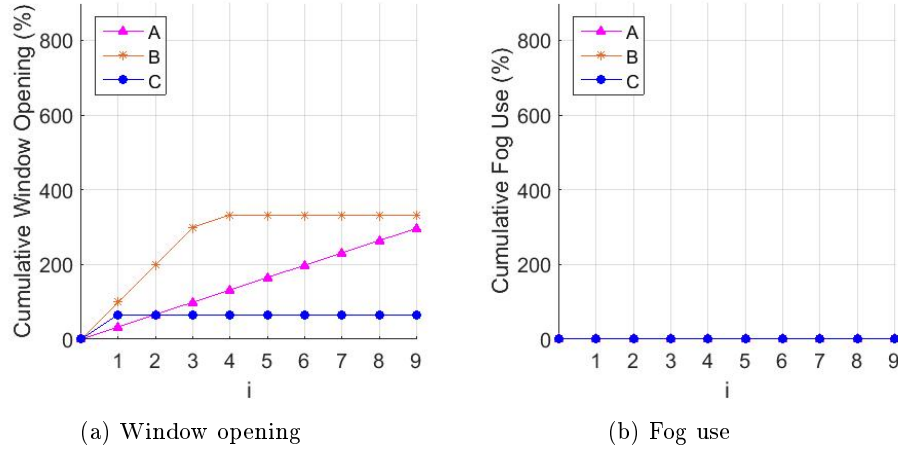 Cumulative Window Opening (%)
800
600
400
200
0
A
B
C
1 2 3 4 5 6 7 8 9
i
(a) Window opening
Cumulative Fog Use (%)
800
600
400
200
0
A
B
C
1 2 3 4 5 6 7 8 9
i
(b) Fog use